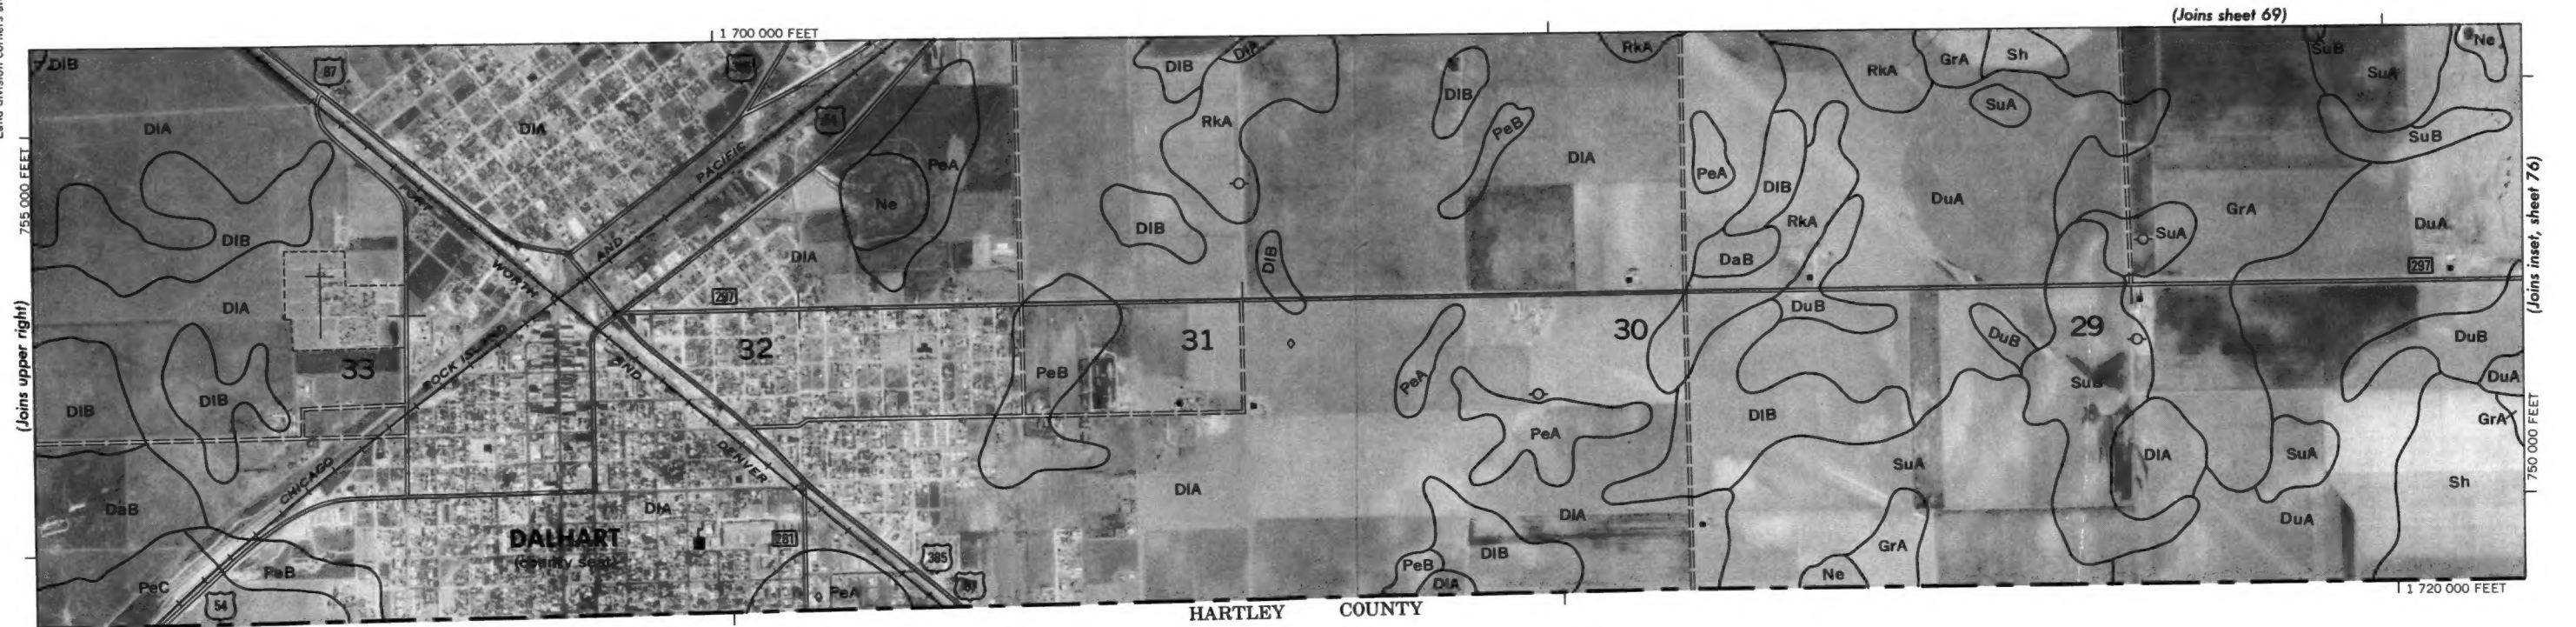 (Joins sheet 69)
1 700 000 FEET
DIB
87
DIA
DIA
54
PACIFIC
AND
FORT
WORTH
AND
DENVER
ROCK ISLAND
CHICAGO
755 000 FEET
(Joins upper right)
DIB
DIA
33
DIB
DIB
DaB
PeC
PeB
54
297
32
DIA
Ne
PeA
DIA
DALHART
(county seat)
281
385
87
PeA
DIB
DIA
RkA
DIB
DIB
PeB
31
DIA
DIB
PeB
DIA
RkA
30
PeA
PeA
DIA
DIB
PeB
DIA
PeA
DIB
RkA
DaB
RkA
GrA
Sh
SuA
DuA
DuB
DuB
29
SuB
DIB
SuA
GrA
Ne
SuA
GrA
SuB
SuA
Ne
SuB
DuA
297
DuB
DuA
GrA
DIA
SuA
DuA
Sh
(Joins inset, sheet 76)
750 000 FEET
1 720 000 FEET
HARTLEY COUNTY